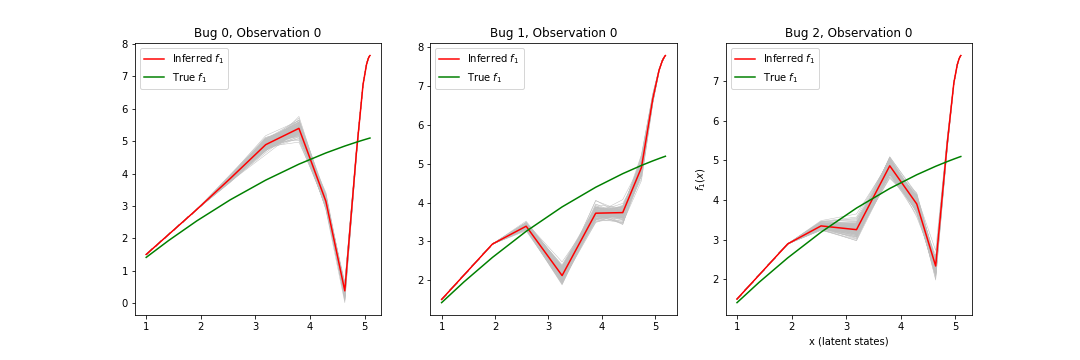 Bug 0, Observation 0
Inferred f₁
True f₁
8
7
6
5
4
3
2
1
0
1 2 3 4 5
Bug 1, Observation 0
Inferred f₁
True f₁
8
7
6
5
4
3
2
1 2 3 4 5
Bug 2, Observation 0
Inferred f₁
True f₁
f₁(x)
7
6
5
4
3
2
1 2 3 4 5
x (latent states)